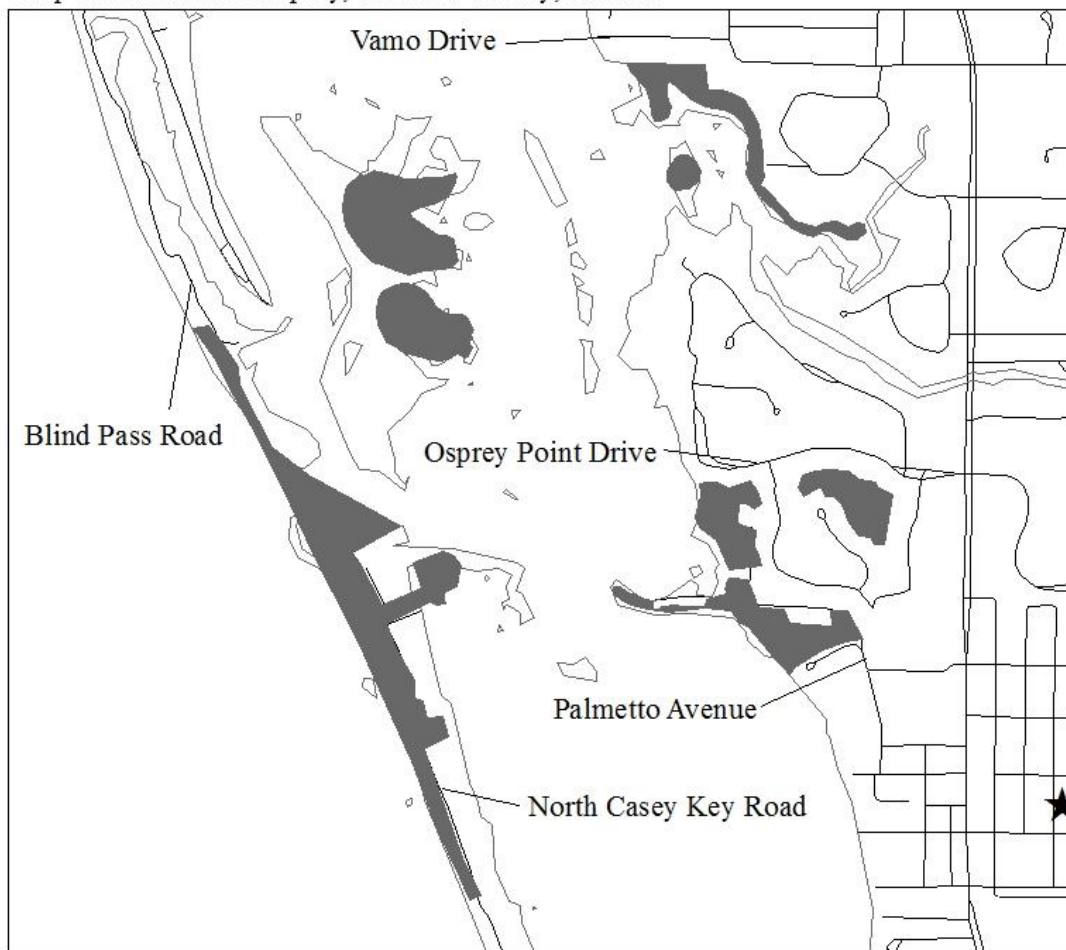 Vamo Drive
Blind Pass Road
Osprey Point Drive
Palmetto Avenue
North Casey Key Road